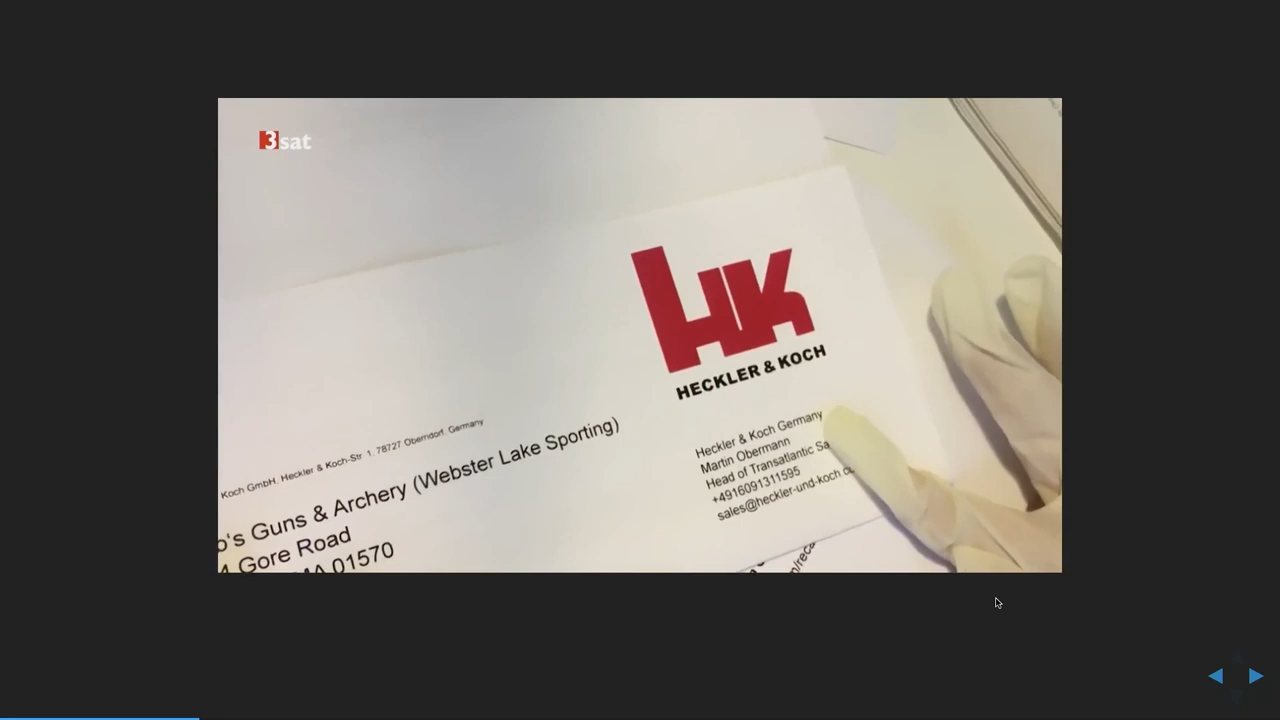 3sat
hk
HECKLER & KOCH
Heckler & Koch Germany
Martin Obermann
Head of Transatlantic Sa
+4916091311595
sales@heckler-und-koch
Koch GmbH, Heckler & Koch-Str 1, 78727 Oberndorf, Germany
's Guns & Archery (Webster Lake Sporting)
Gore Road
MA 01570